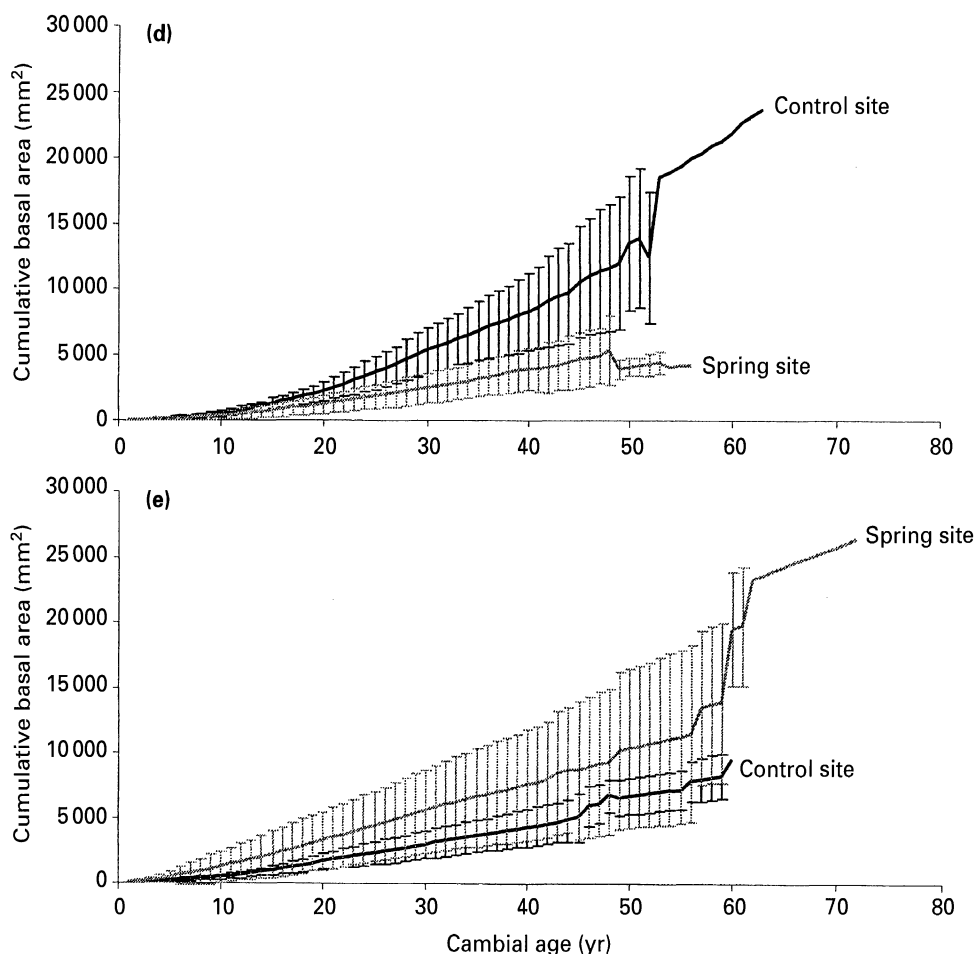 (d)
Cumulative basal area (mm²)
30 000
25 000
20 000
15 000
10 000
5 000
0
Control site
Spring site
0 10 20 30 40 50 60 70 80
(e)
Cumulative basal area (mm²)
30 000
25 000
20 000
15 000
10 000
5 000
0
Spring site
Control site
0 10 20 30 40 50 60 70 80
Cambial age (yr)